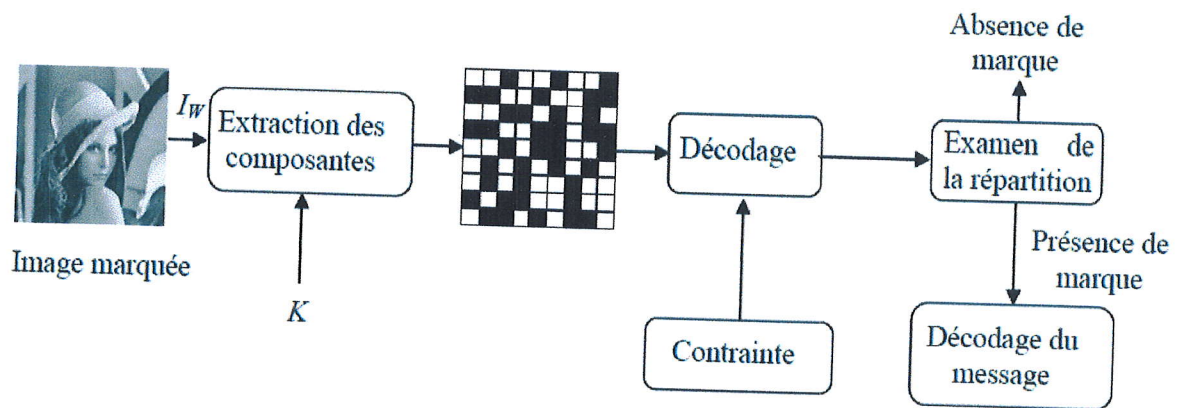 Absence de
marque
I_W
Extraction des
composantes
Décodage
Examen de
la répartition
Image marquée
K
Présence de
marque
Contrainte
Décodage du
message